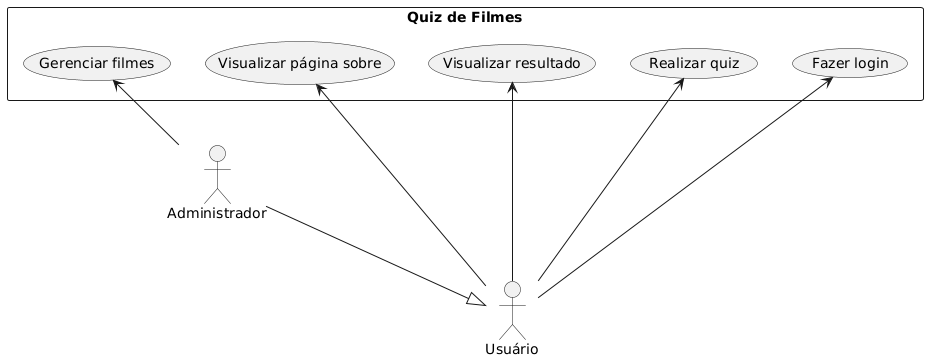 Quiz de Filmes
Gerenciar filmes
Visualizar página sobre
Visualizar resultado
Realizar quiz
Fazer login
Administrador
Usuário